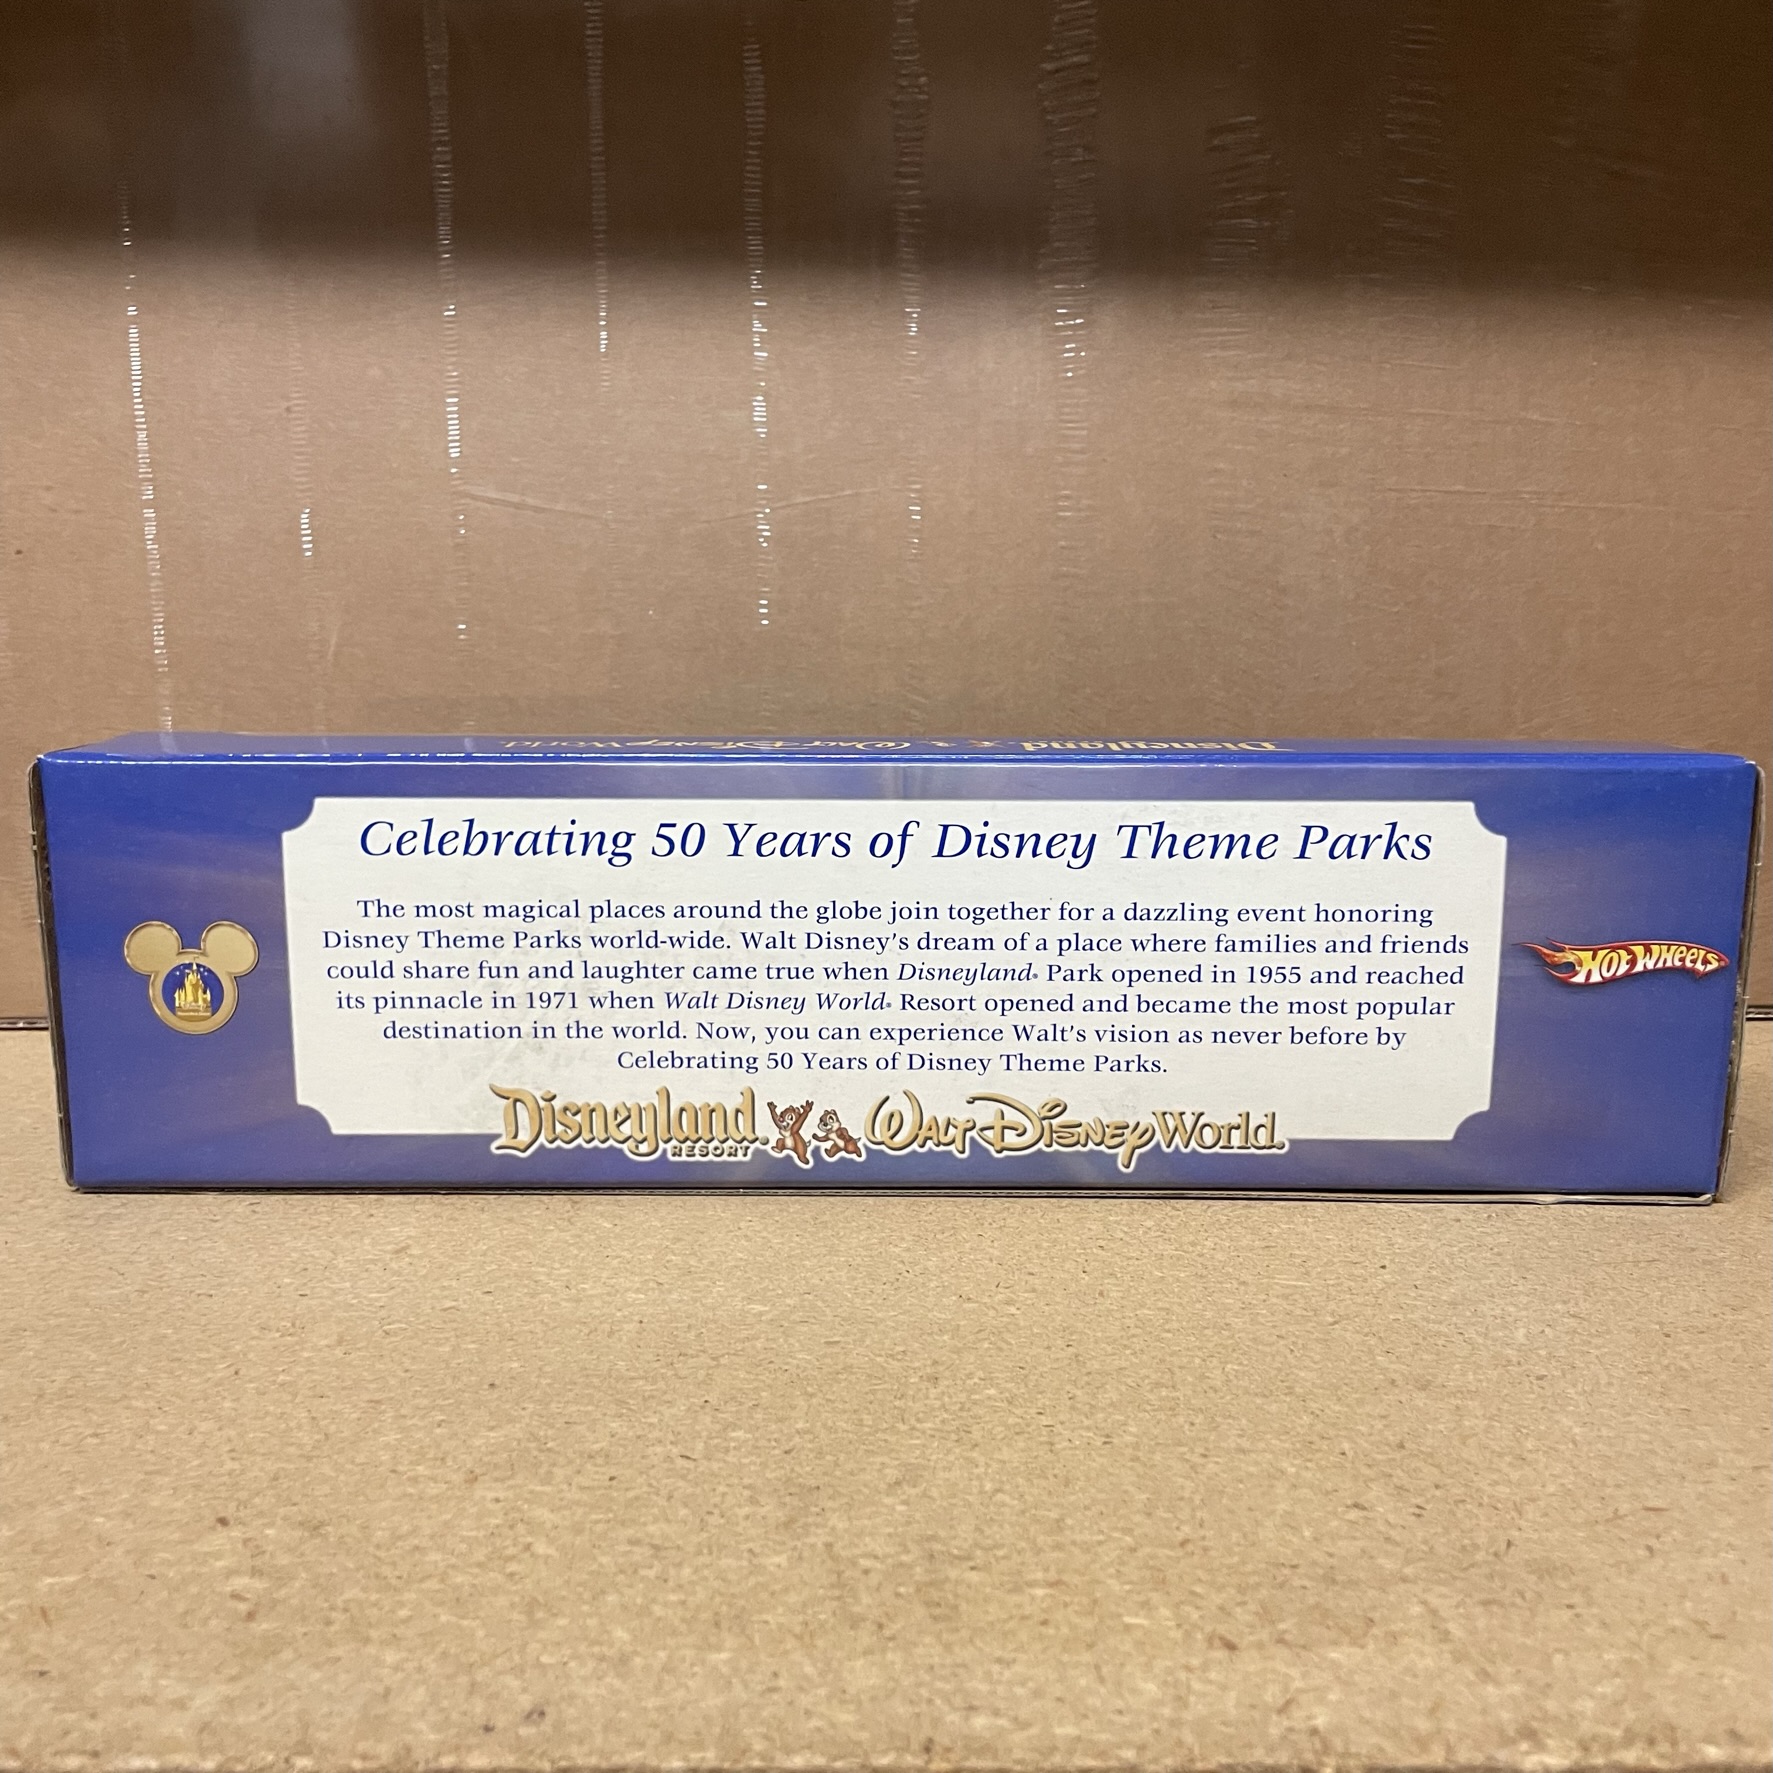 Disneyland & Walt Disney World
Celebrating 50 Years of Disney Theme Parks
The most magical places around the globe join together for a dazzling event honoring
Disney Theme Parks world-wide. Walt Disney's dream of a place where families and friends
could share fun and laughter came true when Disneyland® Park opened in 1955 and reached
its pinnacle in 1971 when Walt Disney World® Resort opened and became the most popular
destination in the world. Now, you can experience Walt's vision as never before by
Celebrating 50 Years of Disney Theme Parks.
HOT WHEELS
Disneyland®
RESORT
WALT DISNEY World®